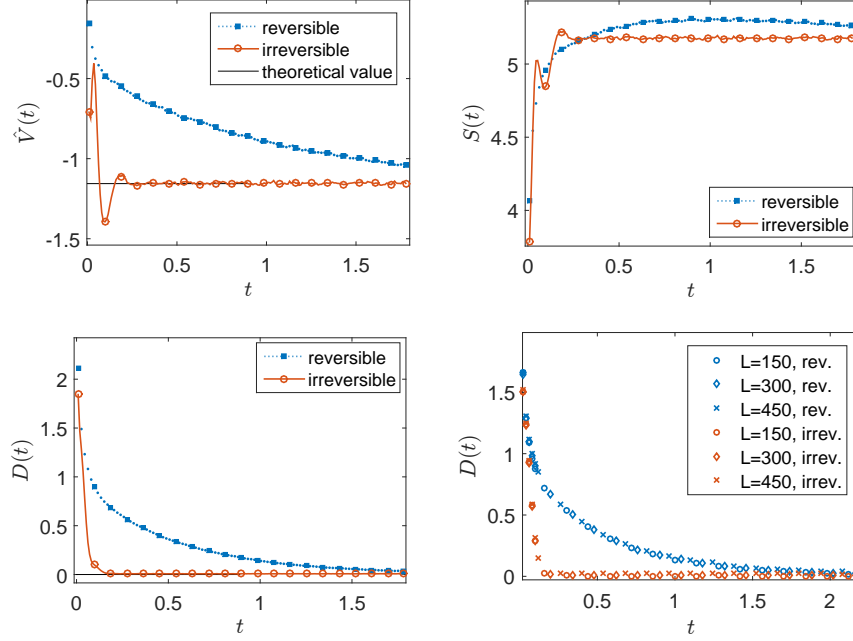 reversible
irreversible
theoretical value
-0.5
-1
-1.5
V̂(t)
0
0.5
1
1.5
t
5
4.5
4
S(t)
reversible
irreversible
0
0.5
1
1.5
t
reversible
irreversible
2
1.5
1
0.5
0
D(t)
0
0.5
1
1.5
t
L=150, rev.
L=300, rev.
L=450, rev.
L=150, irrev.
L=300, irrev.
L=450, irrev.
1.5
1
0.5
0
D(t)
0.5
1
1.5
2
t